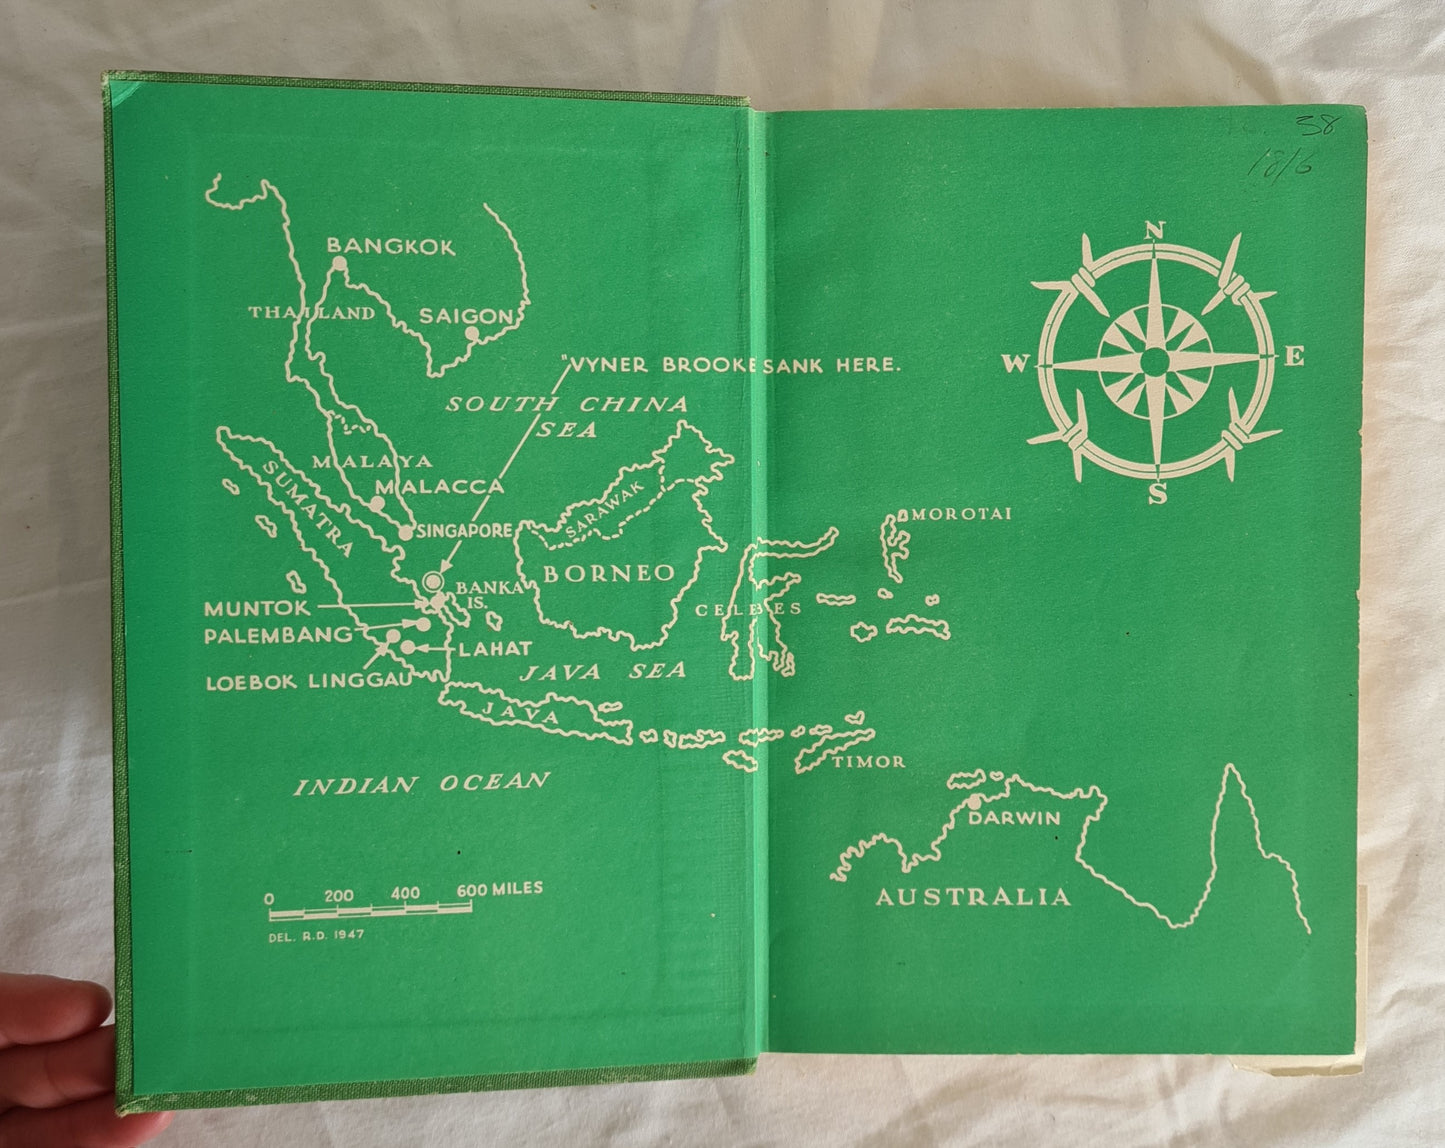 38
18/6
N
W
E
S
BANGKOK
THAILAND
SAIGON
"VYNER BROOKE SANK HERE.
SOUTH CHINA
SEA
MALAYA
SUMATRA
MALACCA
SARAWAK
SINGAPORE
MOROTAI
BORNEO
BANKA
IS.
MUNTOK
CELEBES
PALEMBANG
LAHAT
LOEBOK LINGGAU
JAVA SEA
JAVA
TIMOR
INDIAN OCEAN
DARWIN
AUSTRALIA
0 200 400 600 MILES
DEL. R.D. 1947